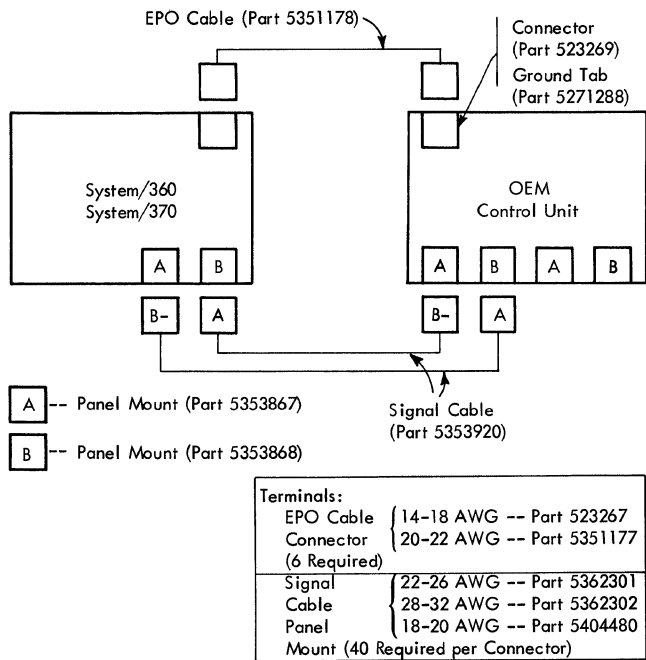 EPO Cable (Part 5351178)
Connector
(Part 523269)
Ground Tab
(Part 5271288)
System/360
System/370
OEM
Control Unit
A B
A B A B
B- A
B- A
A -- Panel Mount (Part 5353867)
B -- Panel Mount (Part 5353868)
Signal Cable
(Part 5353920)
Terminals:
EPO Cable 14-18 AWG -- Part 523267
Connector 20-22 AWG -- Part 5351177
(6 Required)
Signal 22-26 AWG -- Part 5362301
Cable 28-32 AWG -- Part 5362302
Panel 18-20 AWG -- Part 5404480
Mount (40 Required per Connector)